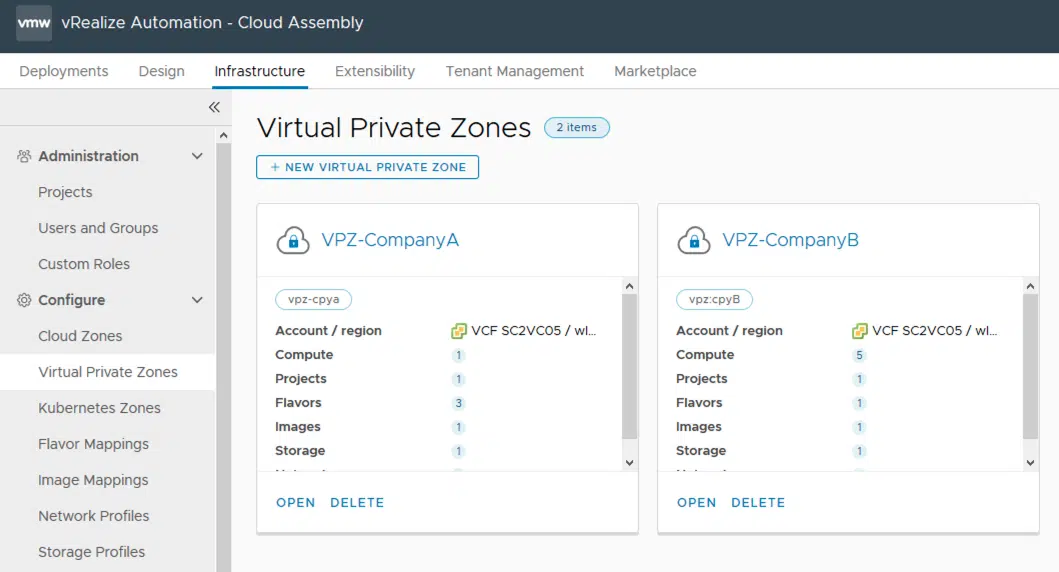 vmw vRealize Automation - Cloud Assembly
Deployments Design Infrastructure Extensibility Tenant Management Marketplace
Administration
Projects
Users and Groups
Custom Roles
Configure
Cloud Zones
Virtual Private Zones
Kubernetes Zones
Flavor Mappings
Image Mappings
Network Profiles
Storage Profiles
Virtual Private Zones 2 items
+ NEW VIRTUAL PRIVATE ZONE
VPZ-CompanyA
vpz-cpya
Account / region VCF SC2VC05 / wl...
Compute 1
Projects 1
Flavors 3
Images 1
Storage 1
OPEN DELETE
VPZ-CompanyB
vpz:cpyB
Account / region VCF SC2VC05 / wl...
Compute 5
Projects 1
Flavors 1
Images 1
Storage 1
OPEN DELETE